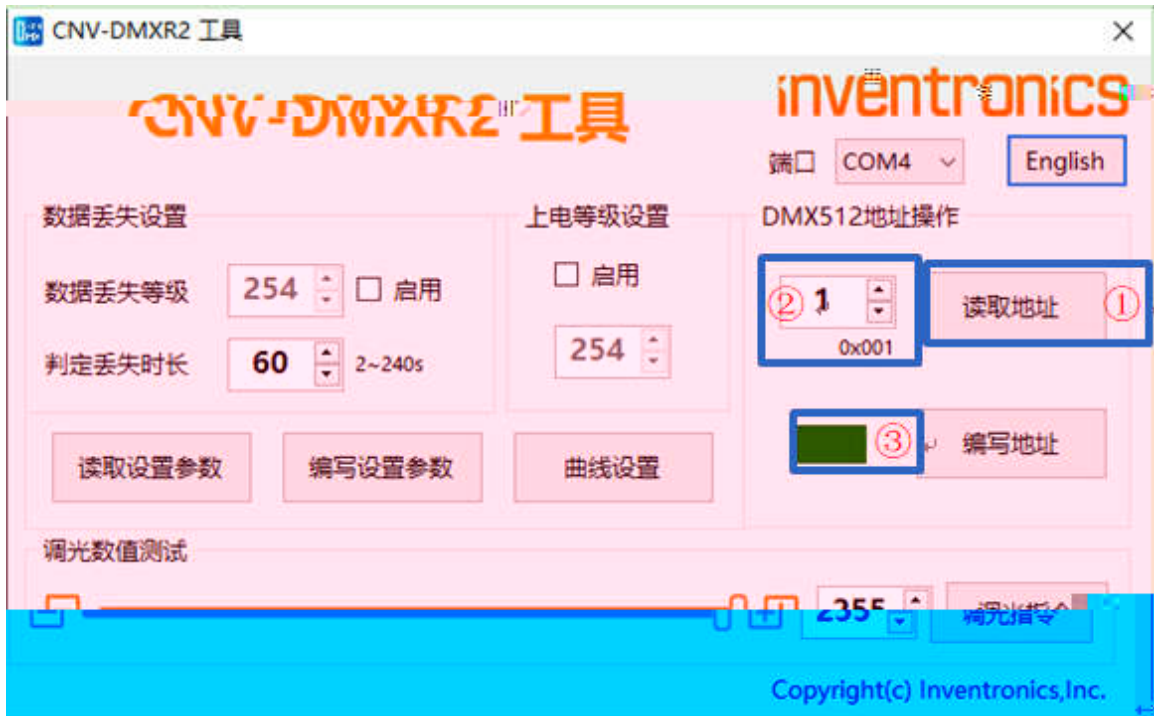 CNV-DMXR2 工具
CNV-DMXR2 工具
inventronics
端口 COM4 English
数据丢失设置
数据丢失等级 254 启用
判定丢失时长 60 2~240s
上电等级设置
启用
254
DMX512地址操作
② 1 读取地址 ①
0x001
③ 编写地址
读取设置参数 编写设置参数 曲线设置
调光数值测试
255 调光指令
Copyright(c) Inventronics,Inc.